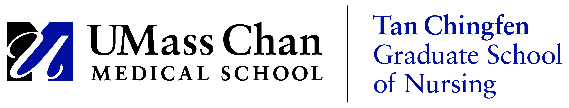 UMass Chan
MEDICAL SCHOOL
Tan Chingfen
Graduate School
of Nursing